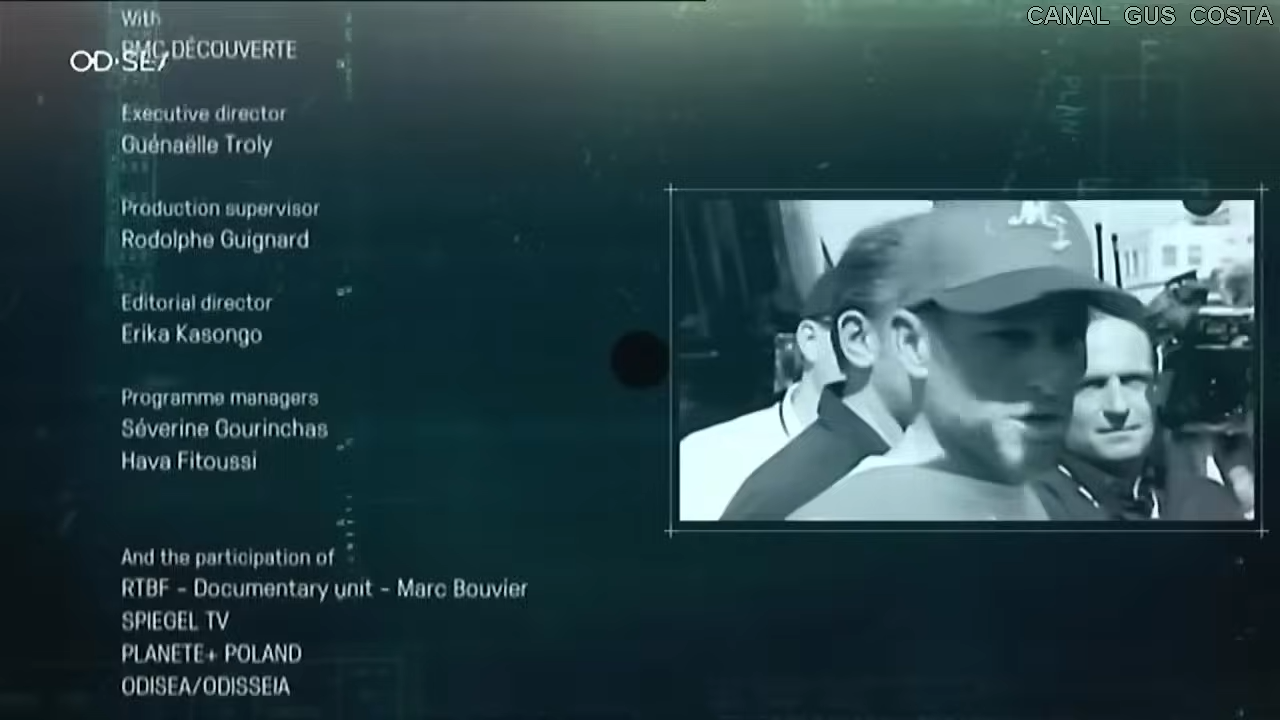 CANAL GUS COSTA
With
RMC DÉCOUVERTE
Executive director
Guénaëlle Troly
Production supervisor
Rodolphe Guignard
Editorial director
Erika Kasongo
Programme managers
Séverine Gourinchas
Hava Fitoussi
And the participation of
RTBF - Documentary unit - Marc Bouvier
SPIEGEL TV
PLANETE+ POLAND
ODISEA/ODISSEIA